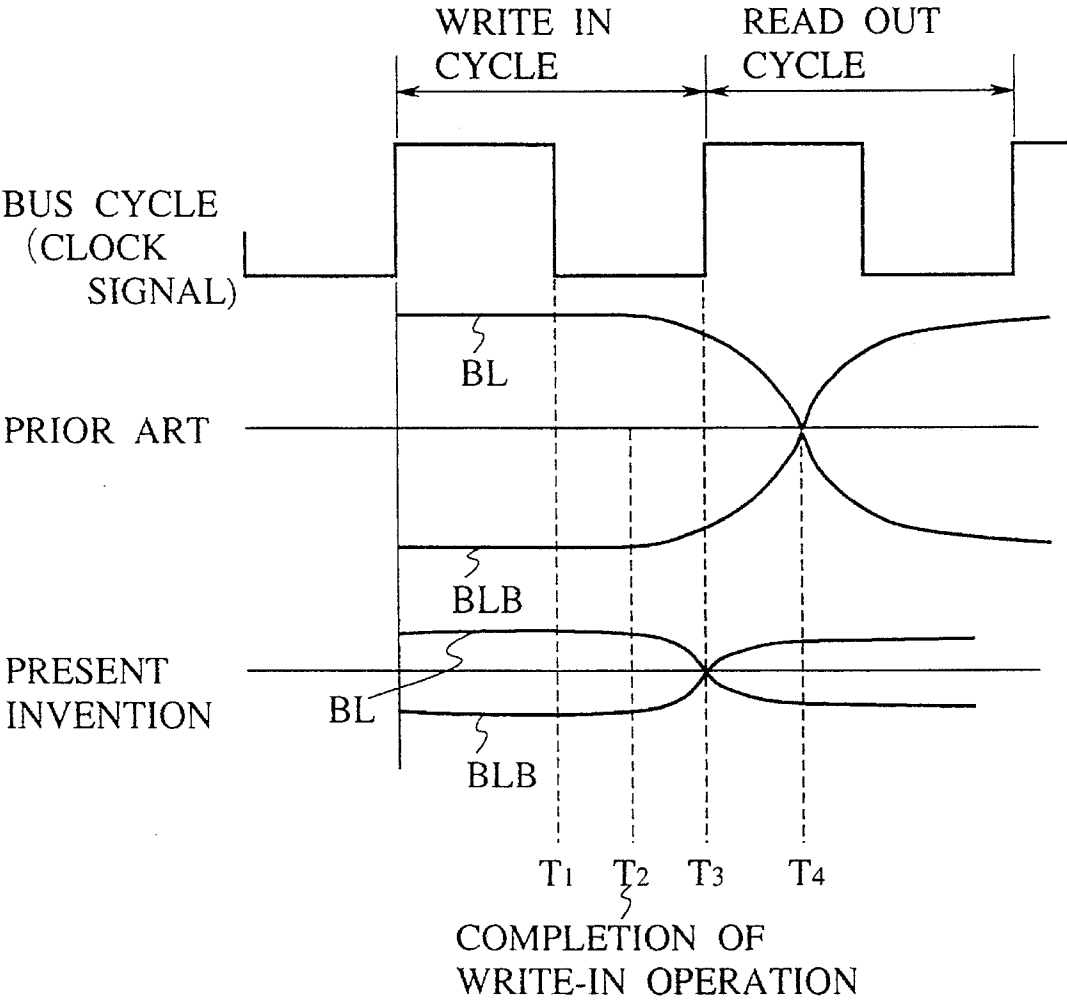 WRITE IN
CYCLE
READ OUT
CYCLE
BUS CYCLE
(CLOCK
SIGNAL)
BL
PRIOR ART
BLB
PRESENT
INVENTION
BL
BLB
T1
T2
T3
T4
COMPLETION OF
WRITE-IN OPERATION